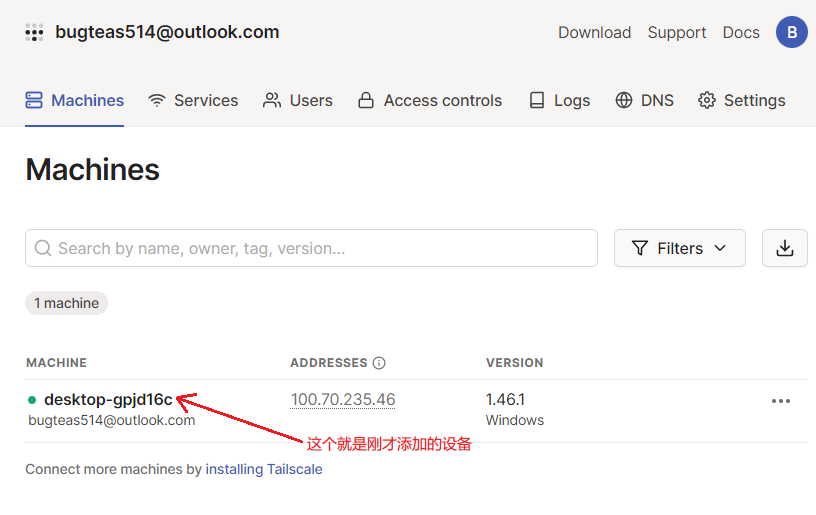 bugteas514@outlook.com
Download Support Docs B
Machines Services Users Access controls Logs DNS Settings
Machines
Search by name, owner, tag, version...
Filters
1 machine
MACHINE ADDRESSES VERSION
desktop-gpjd16c 100.70.235.46 1.46.1
bugteas514@outlook.com Windows
这个就是刚才添加的设备
Connect more machines by installing Tailscale